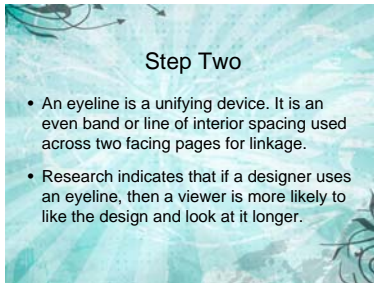 Step Two
• An eyeline is a unifying device. It is an
even band or line of interior spacing used
across two facing pages for linkage.
• Research indicates that if a designer uses
an eyeline, then a viewer is more likely to
like the design and look at it longer.